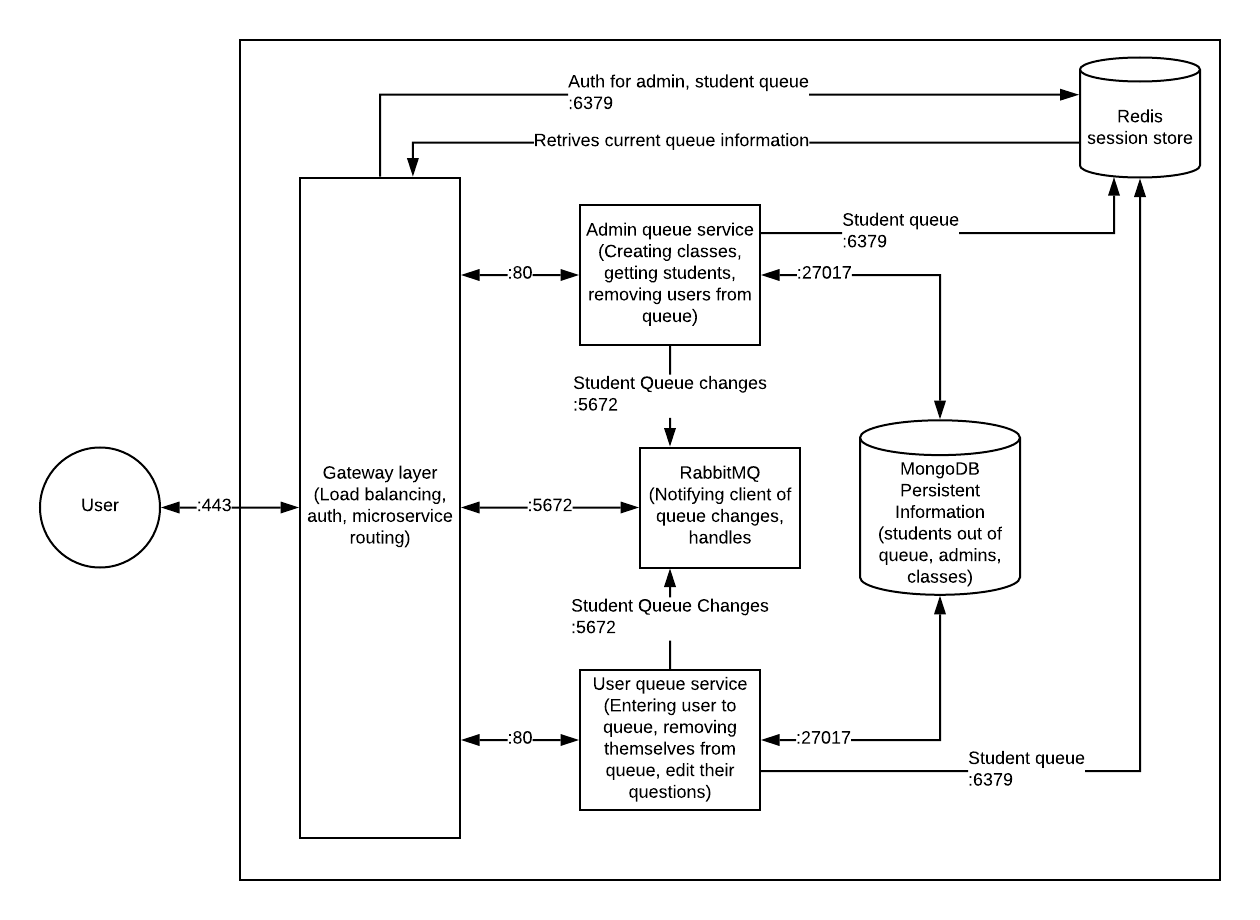 Auth for admin, student queue
:6379
Retrives current queue information
Redis
session store
Admin queue service
(Creating classes,
getting students,
removing users from
queue)
Student queue
:6379
:80
:27017
Student Queue changes
:5672
User
:443
Gateway layer
(Load balancing,
auth, microservice
routing)
:5672
RabbitMQ
(Notifying client of
queue changes,
handles
MongoDB
Persistent
Information
(students out of
queue, admins,
classes)
Student Queue Changes
:5672
:80
User queue service
(Entering user to
queue, removing
themselves from
queue, edit their
questions)
:27017
Student queue
:6379